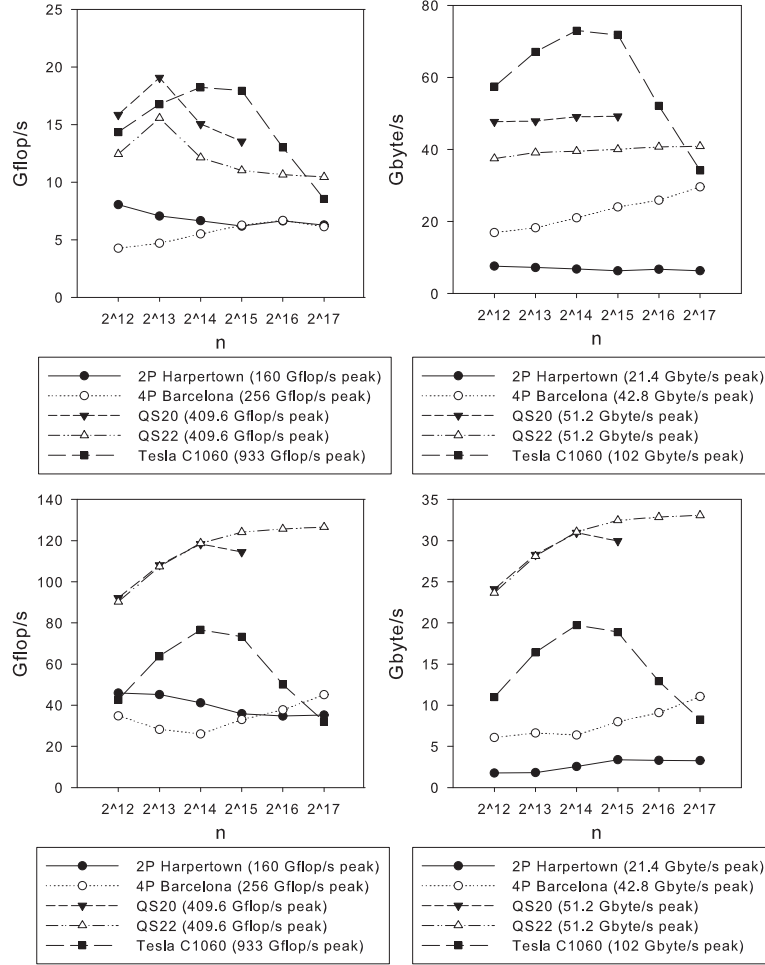 25
20
15
10
5
0
Gflop/s
2^12 2^13 2^14 2^15 2^16 2^17
n
2P Harpertown (160 Gflop/s peak)
4P Barcelona (256 Gflop/s peak)
QS20 (409.6 Gflop/s peak)
QS22 (409.6 Gflop/s peak)
Tesla C1060 (933 Gflop/s peak)
80
60
40
20
0
Gbyte/s
2^12 2^13 2^14 2^15 2^16 2^17
n
2P Harpertown (21.4 Gbyte/s peak)
4P Barcelona (42.8 Gbyte/s peak)
QS20 (51.2 Gbyte/s peak)
QS22 (51.2 Gbyte/s peak)
Tesla C1060 (102 Gbyte/s peak)
140
120
100
80
60
40
20
0
Gflop/s
2^12 2^13 2^14 2^15 2^16 2^17
n
2P Harpertown (160 Gflop/s peak)
4P Barcelona (256 Gflop/s peak)
QS20 (409.6 Gflop/s peak)
QS22 (409.6 Gflop/s peak)
Tesla C1060 (933 Gflop/s peak)
35
30
25
20
15
10
5
0
Gbyte/s
2^12 2^13 2^14 2^15 2^16 2^17
n
2P Harpertown (21.4 Gbyte/s peak)
4P Barcelona (42.8 Gbyte/s peak)
QS20 (51.2 Gbyte/s peak)
QS22 (51.2 Gbyte/s peak)
Tesla C1060 (102 Gbyte/s peak)